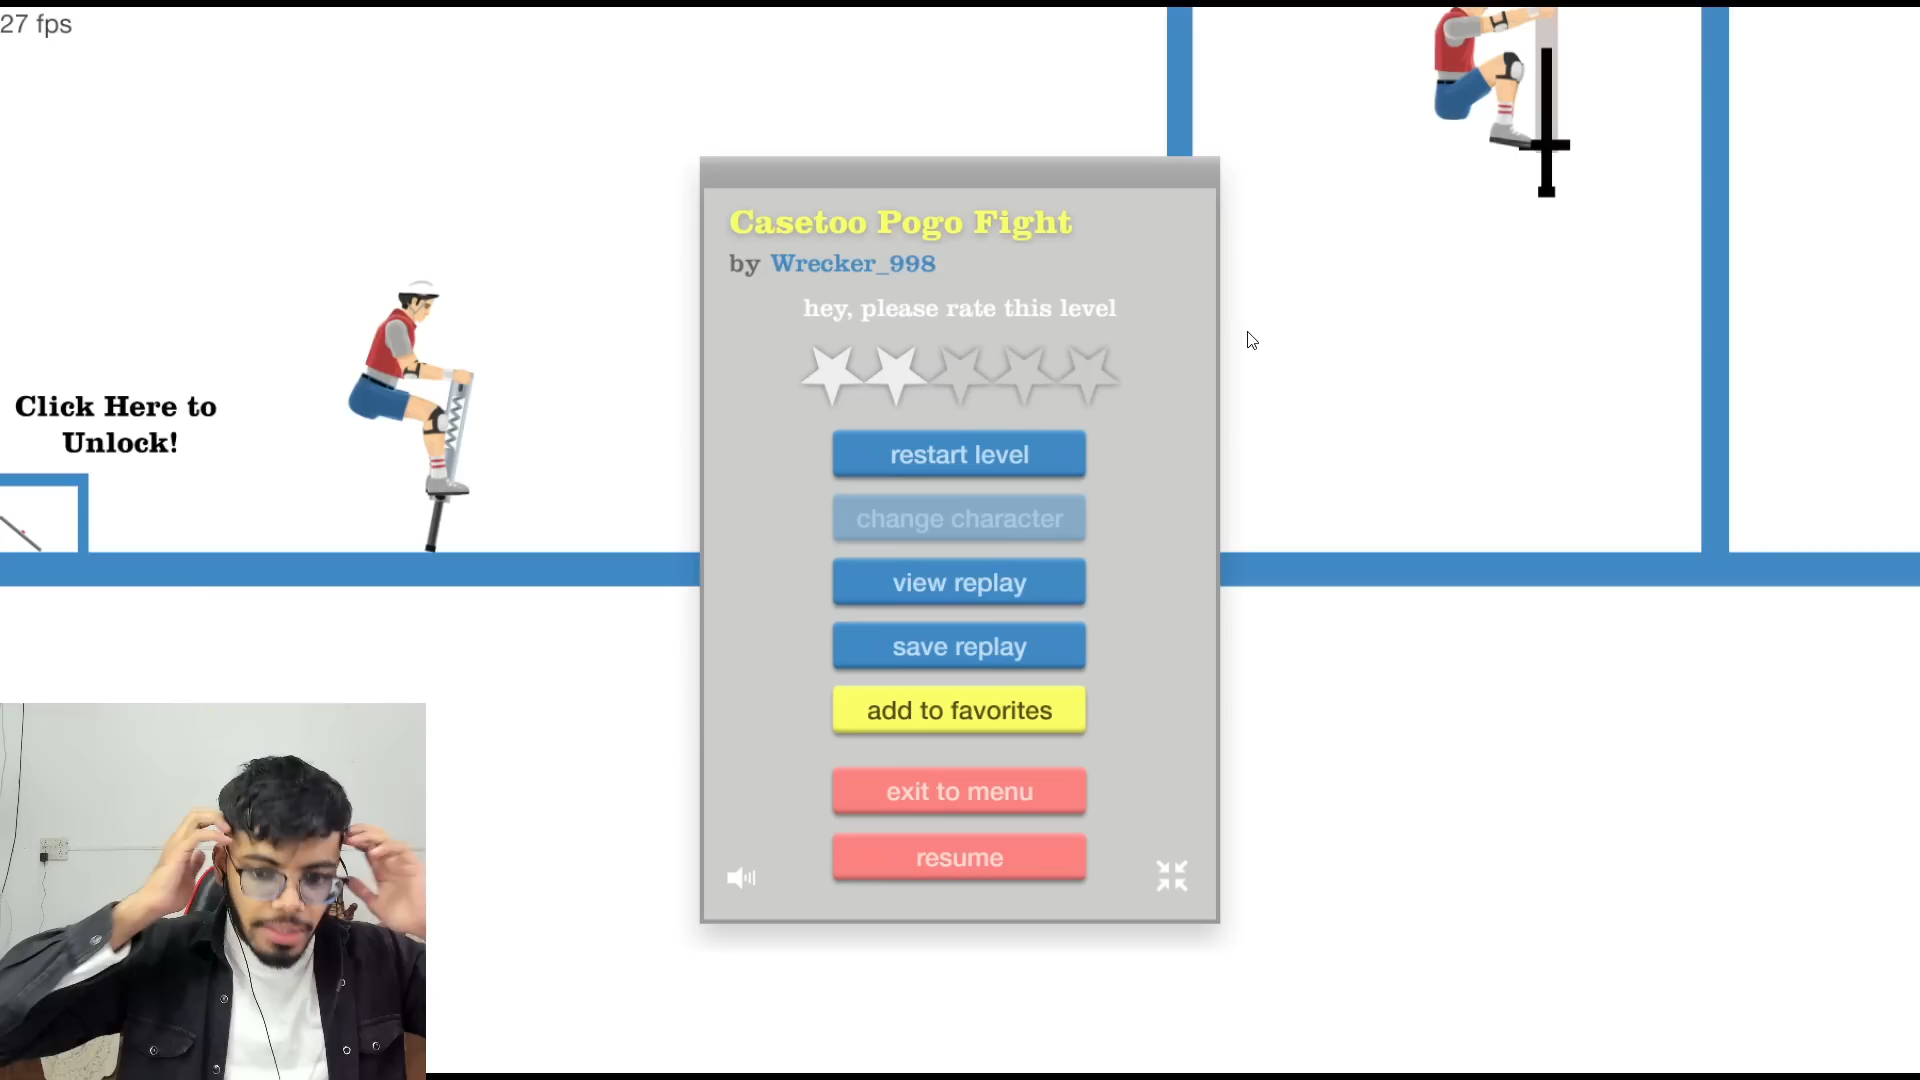 27 fps
Casetoo Pogo Fight
by Wrecker_998
hey, please rate this level
Click Here to
Unlock!
restart level
change character
view replay
save replay
add to favorites
exit to menu
resume